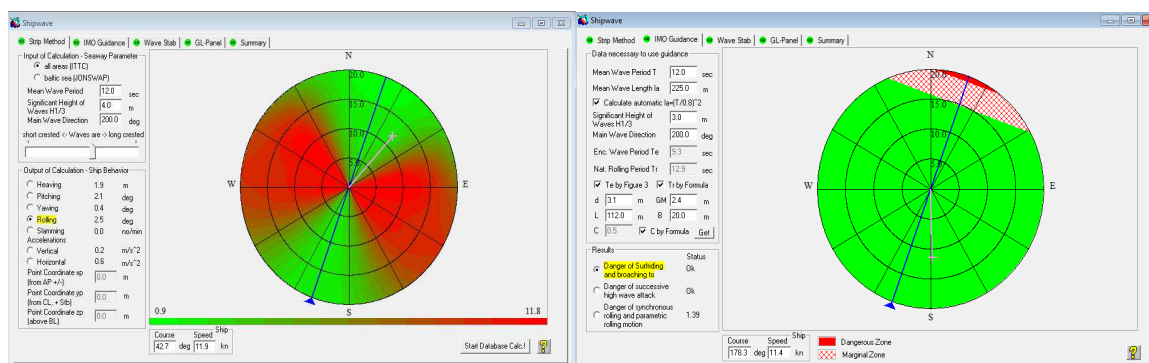 Shipwave
Strip Method IMO Guidance Wave Stab GL-Panel Summary
Input of Calculation - Seaway Parameter
all areas (ITTC)
baltic sea (JONSWAP)
Mean Wave Period 12.0 sec
Significant Height of Waves H1/3 4.0 m
Main Wave Direction 200.0 deg
short crested <- Waves are -> long crested
Output of Calculation - Ship Behavior
Heaving 1.9 m
Pitching 2.1 deg
Yawing 0.4 deg
Rolling 2.5 deg
Slamming 0.0 no/min
Accelerations
Vertical 0.2 m/s^2
Horizontal 0.6 m/s^2
Point Coordinate xp (from AP +/-) 0.0 m
Point Coordinate yp (from CL, + Stb) 0.0 m
Point Coordinate zp (above BL) 0.0 m
N
20.0
15.0
10.0
5.0
W
E
S
0.9 11.8
Ship
Course Speed
42.7 deg 11.9 kn
Start Database Calc.!
Shipwave
Strip Method IMO Guidance Wave Stab GL-Panel Summary
Data necessary to use guidance
Mean Wave Period T 12.0 sec
Mean Wave Length la 225.0 m
Calculate automatic la=(T/0.8)^2
Significant Height of Waves H1/3 3.0 m
Main Wave Direction 200.0 deg
Enc. Wave Period Te 9.3 sec
Nat. Rolling Period Tr 12.9 sec
Te by Figure 3 Tr by Formula
d 3.1 m GM 2.4 m
L 112.0 m B 20.0 m
C 0.5 C by Formula Get
Results
Status
Danger of Surfriding and broaching to Ok
Danger of successive high wave attack Ok
Danger of synchronous rolling and parametric rolling motion 1.39
N
20.0
15.0
10.0
5.0
W
E
S
Ship
Course Speed
178.3 deg 11.4 kn
Dangerous Zone
Marginal Zone